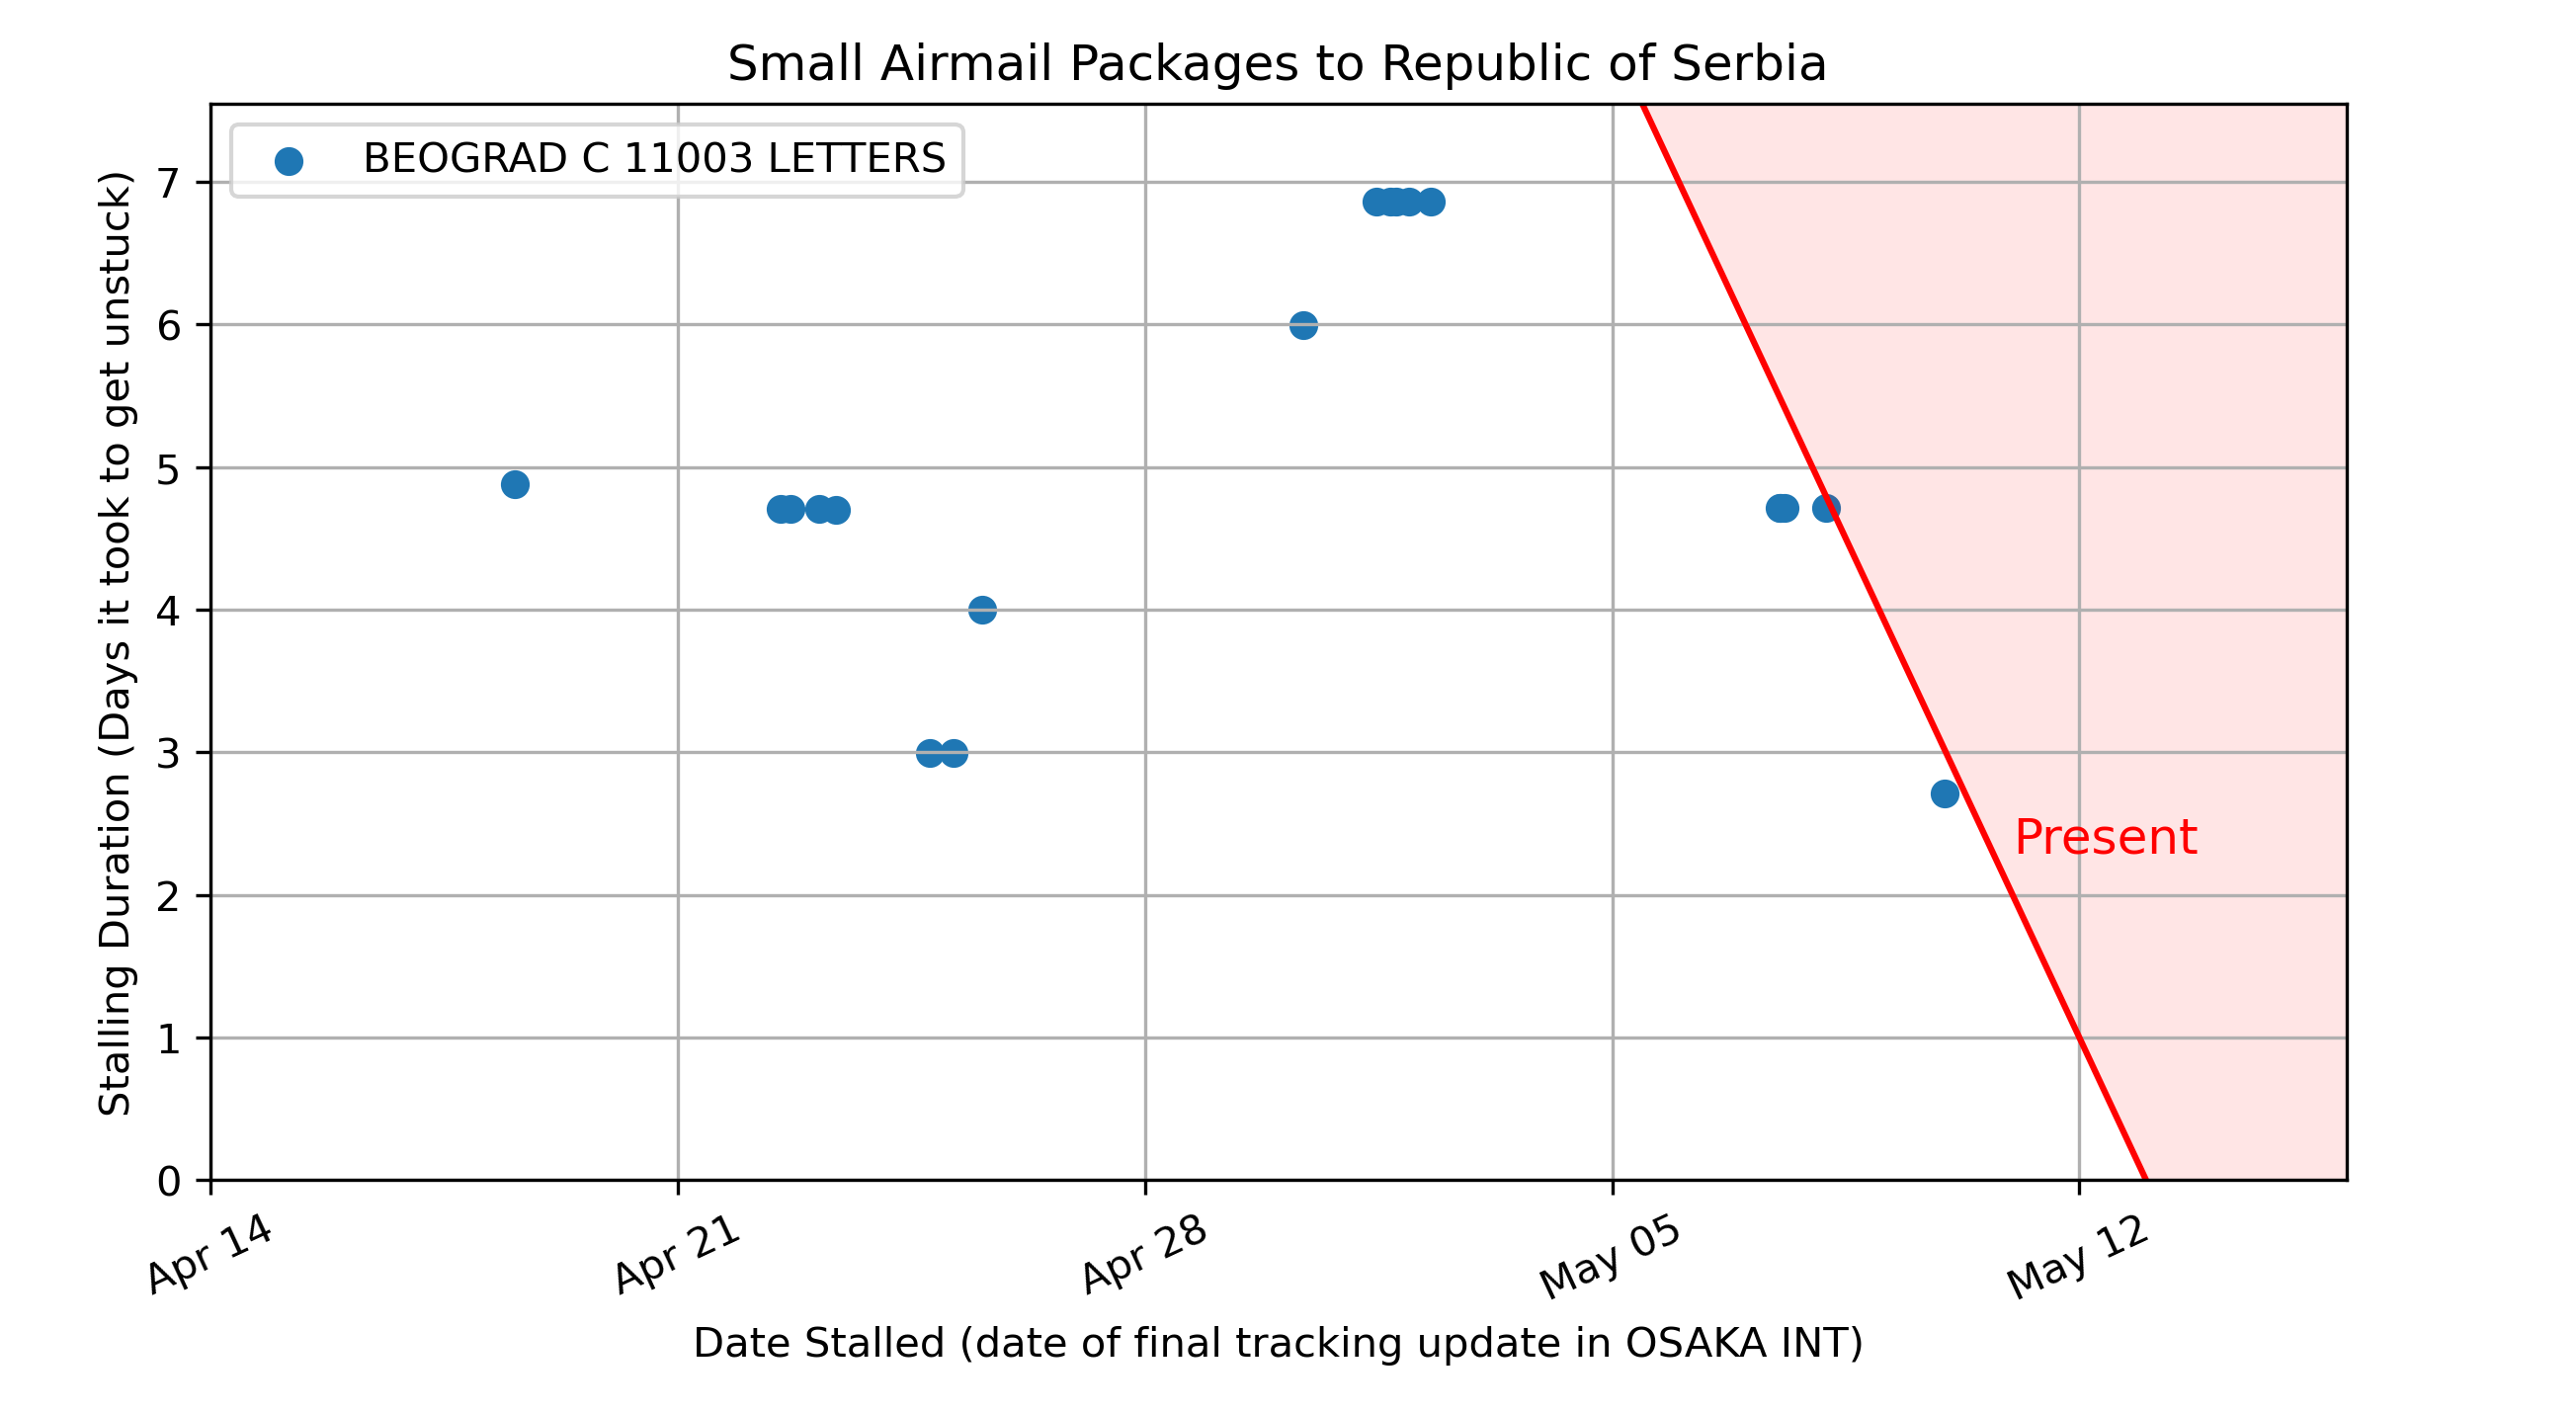 Small Airmail Packages to Republic of Serbia
BEOGRAD C 11003 LETTERS
Stalling Duration (Days it took to get unstuck)
7
6
5
4
3
2
1
0
Present
Apr 14
Apr 21
Apr 28
May 05
May 12
Date Stalled (date of final tracking update in OSAKA INT)